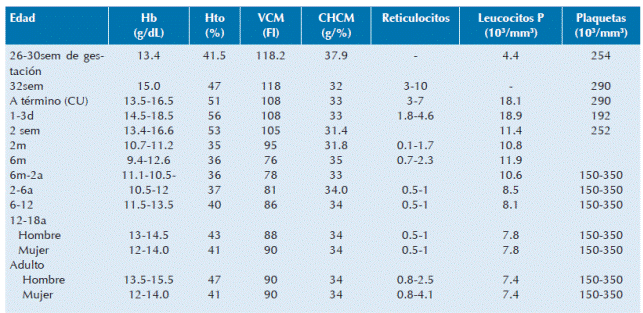 Edad Hb Hto VCM CHCM Reticulocitos Leucocitos P Plaquetas
(g/dL) (%) (Fl) (g/%) (10³/mm³) (10³/mm³)
26-30sem de ges- 13.4 41.5 118.2 37.9 - 4.4 254
tación
32sem 15.0 47 118 32 3-10 - 290
A término (CU) 13.5-16.5 51 108 33 3-7 18.1 290
1-3d 14.5-18.5 56 108 33 1.8-4.6 18.9 192
2 sem 13.4-16.6 53 105 31.4 11.4 252
2m 10.7-11.2 35 95 31.8 0.1-1.7 10.8
6m 9.4-12.6 36 76 35 0.7-2.3 11.9
6m-2a 11.1-10.5- 36 78 33 10.6 150-350
2-6a 10.5-12 37 81 34.0 0.5-1 8.5 150-350
6-12 11.5-13.5 40 86 34 0.5-1 8.1 150-350
12-18a
Hombre 13-14.5 43 88 34 0.5-1 7.8 150-350
Mujer 12-14.0 41 90 34 0.5-1 7.8 150-350
Adulto
Hombre 13.5-15.5 47 90 34 0.8-2.5 7.4 150-350
Mujer 12-14.0 41 90 34 0.8-4.1 7.4 150-350